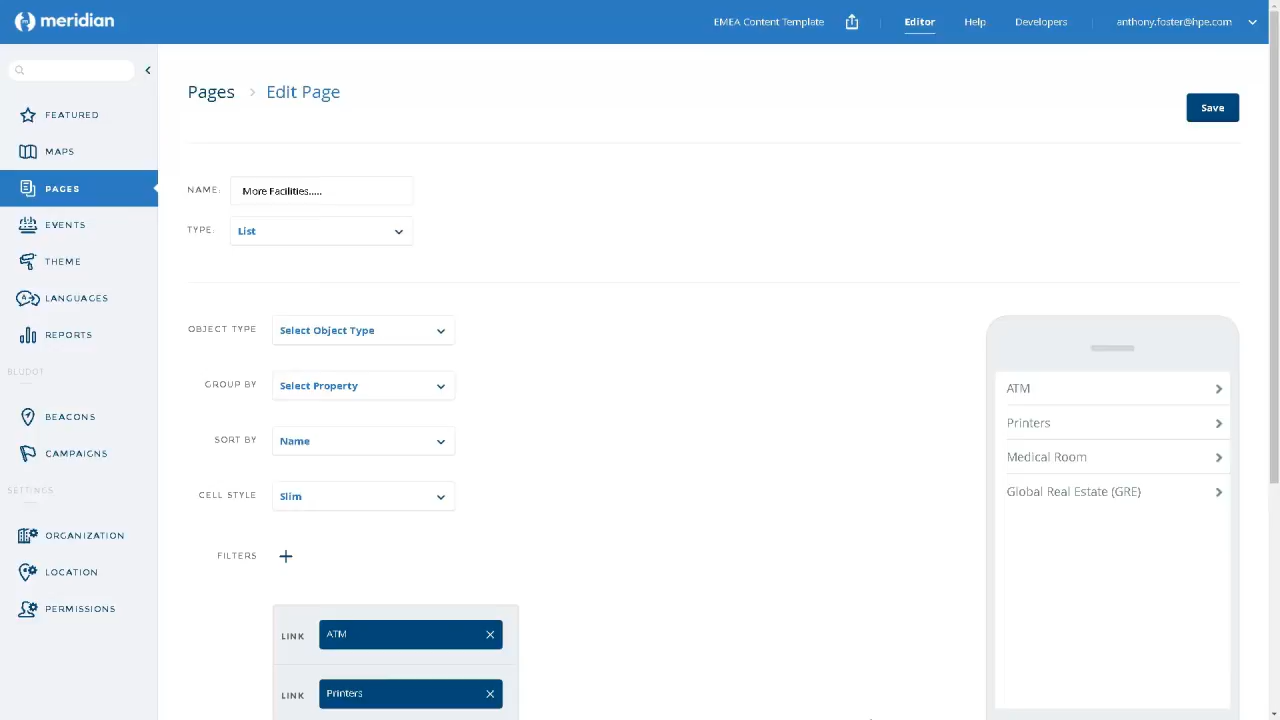 meridian
EMEA Content Template
Editor
Help
Developers
anthony.foster@hpe.com
FEATURED
MAPS
PAGES
EVENTS
THEME
LANGUAGES
REPORTS
BLUDOT
BEACONS
CAMPAIGNS
SETTINGS
ORGANIZATION
LOCATION
PERMISSIONS
Pages > Edit Page
Save
NAME: More Facilities.....
TYPE: List
OBJECT TYPE Select Object Type
GROUP BY Select Property
SORT BY Name
CELL STYLE Slim
FILTERS +
LINK ATM
LINK Printers
ATM
Printers
Medical Room
Global Real Estate (GRE)